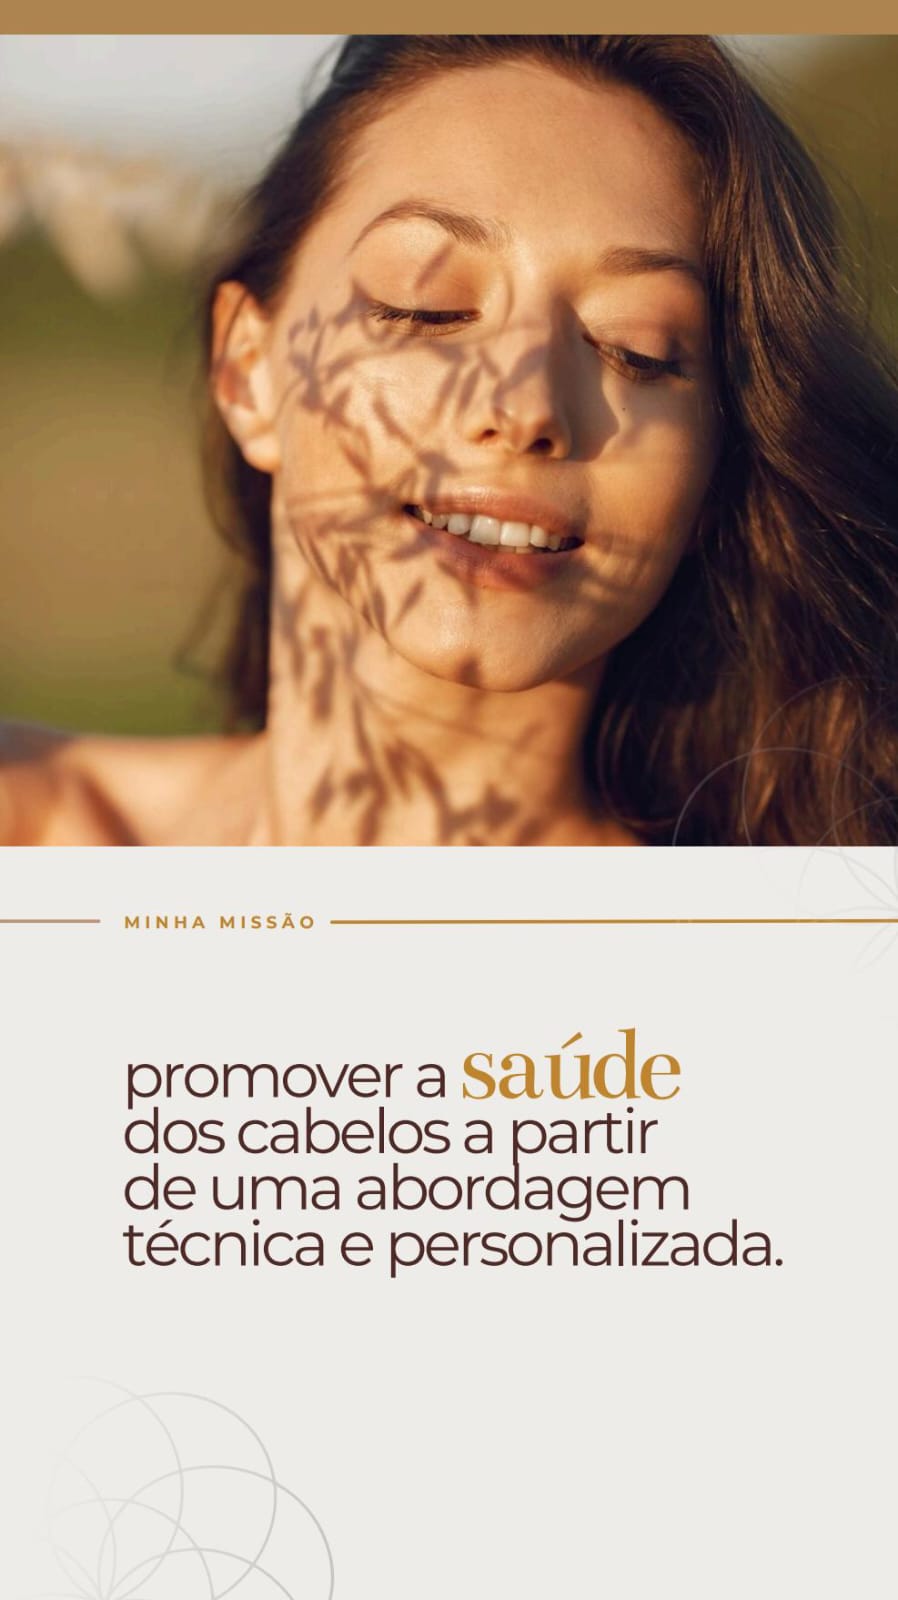 MINHA MISSÃO
promover a saúde
dos cabelos a partir
de uma abordagem
técnica e personalizada.